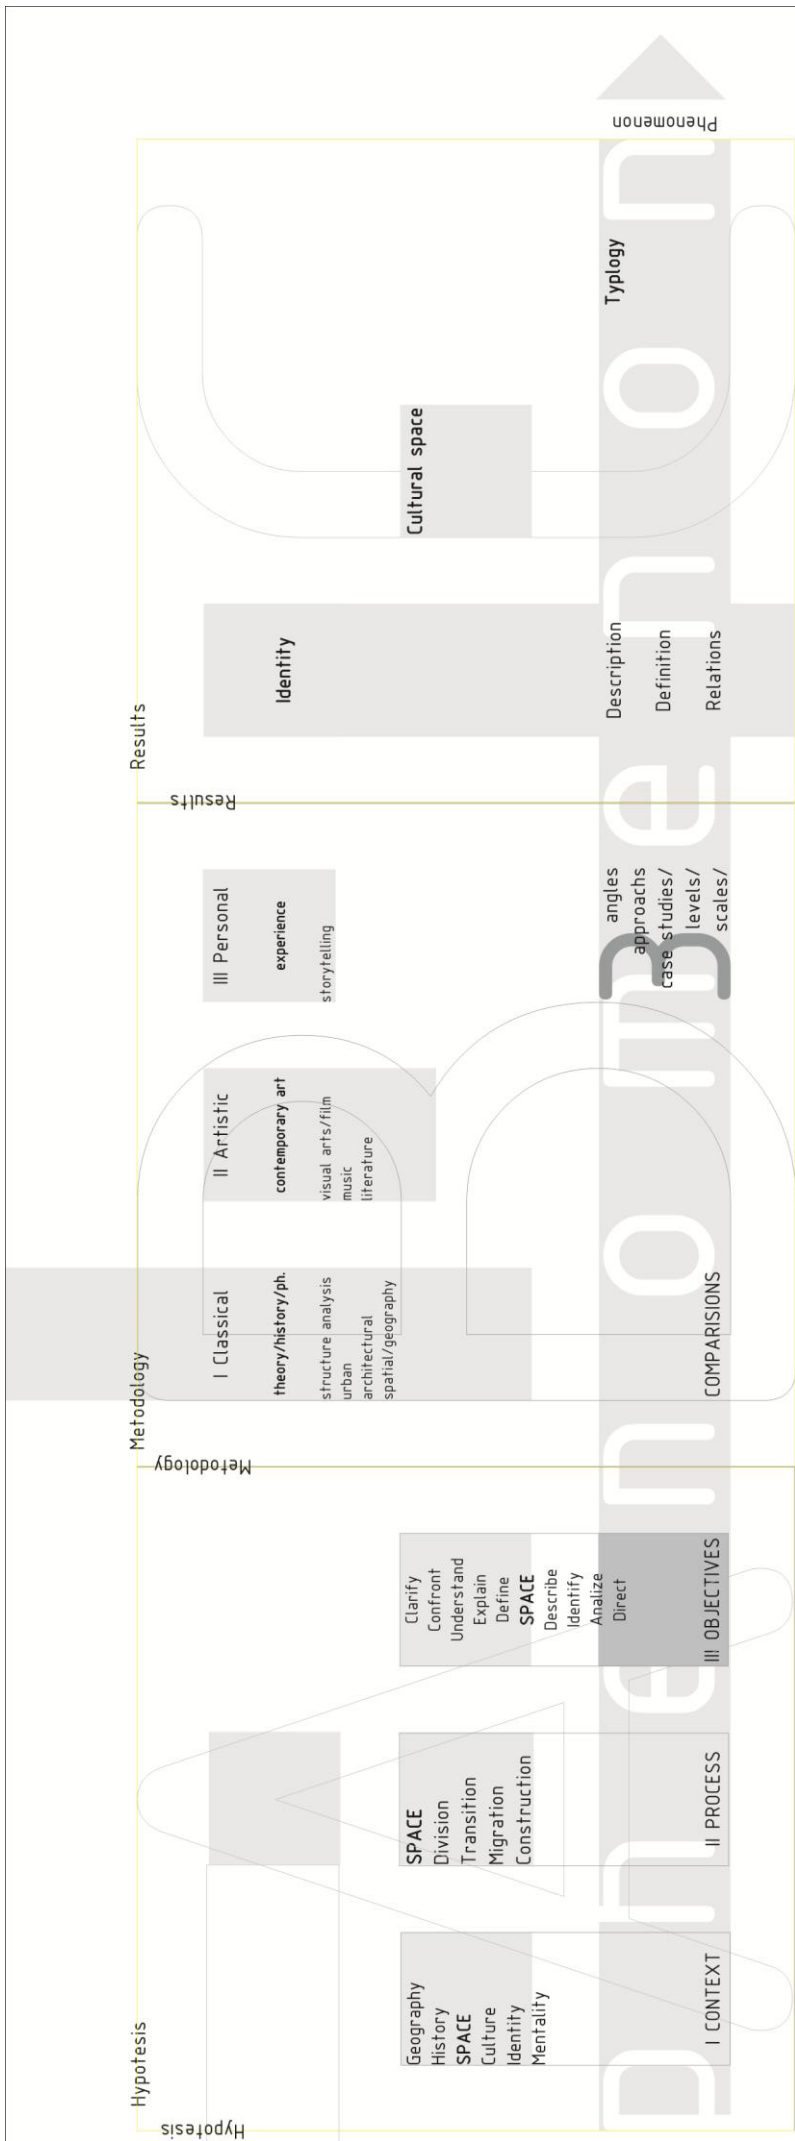 Hypotesis
Hypotesis
Geography
History
SPACE
Culture
Identity
Mentality
I CONTEXT
SPACE
Division
Transition
Migration
Construction
II PROCESS
Clarify
Confront
Understand
Explain
Define
SPACE
Describe
Identify
Analize
Direct
III OBJECTIVES
A
Metodology
Metodology
I Classical
theory/history/ph.
structure analysis
urban
architectural
spatial/geography
II Artistic
contemporary art
visual arts/film
music
literature
III Personal
experience
storytelling
COMPARISIONS
3
angles
approachs
case studies/
levels/
scales/
B
Results
Results
Identity
Cultural space
Description
Definition
Relations
Typlogy
C
phenomenon
Phenomenon